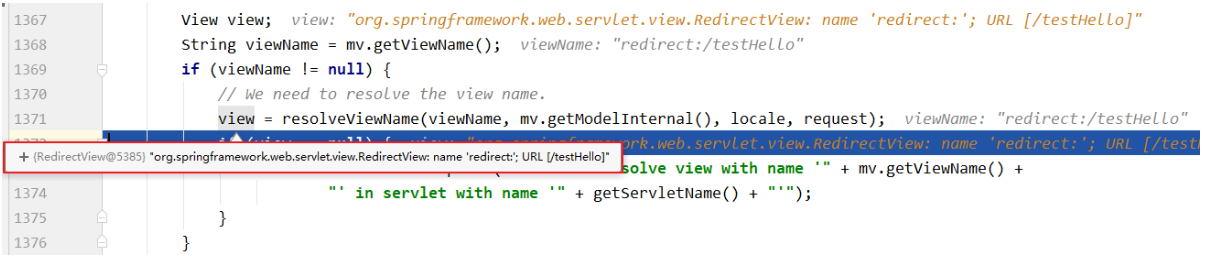 1367 View view; view: "org.springframework.web.servlet.view.RedirectView: name 'redirect:'; URL [/testHello]"
1368 String viewName = mv.getViewName(); viewName: "redirect:/testHello"
1369 if (viewName != null) {
1370 // We need to resolve the view name.
1371 view = resolveViewName(viewName, mv.getModelInternal(), locale, request); viewName: "redirect:/testHello"
(view null) { view: "org.springframework.web.servlet.view.RedirectView: name 'redirect:'; URL [/testH
+ {RedirectView@5385} "org.springframework.web.servlet.view.RedirectView: name 'redirect:'; URL [/testHello]"
solve view with name '" + mv.getViewName() +
1374 "' in servlet with name '" + getServletName() + "'");
1375 }
1376 }